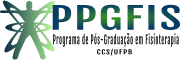 PPGFIS
Programa de Pós-Graduação em Fisioterapia
CCS/UFPB